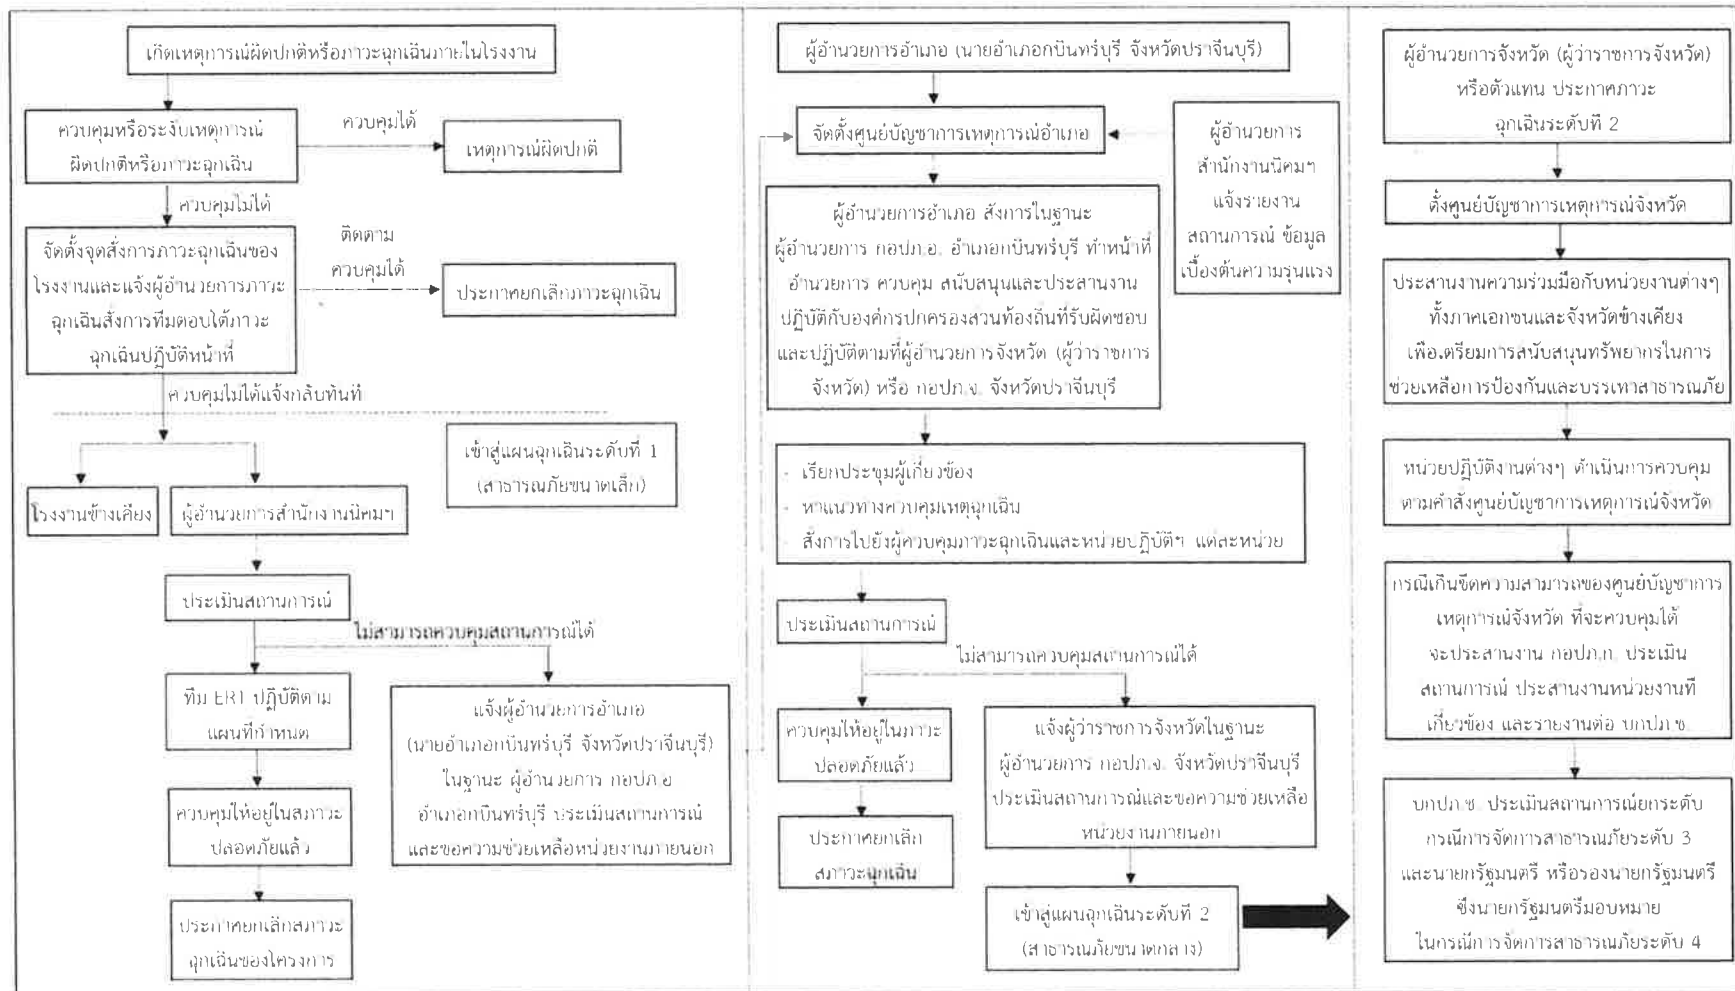 เกิดเหตุการณ์ผิดปกติหรือภาวะฉุกเฉินภายในโรงงาน
ควบคุมหรือระงับเหตุการณ์
ผิดปกติหรือภาวะฉุกเฉิน
ควบคุมได้
เหตุการณ์ผิดปกติ
ควบคุมไม่ได้
จัดตั้งจุดสั่งการภาวะฉุกเฉินของ
โรงงานและแจ้งผู้อำนวยการภาวะ
ฉุกเฉินสั่งการทีมตอบโต้ภาวะ
ฉุกเฉินปฏิบัติหน้าที่
ติดตาม
ควบคุมได้
ประกาศยกเลิกภาวะฉุกเฉิน
ควบคุมไม่ได้แจ้งกลับทันที
เข้าสู่แผนฉุกเฉินระดับที่ 1
(สาธารณภัยขนาดเล็ก)
โรงงานข้างเคียง
ผู้อำนวยการสำนักงานนิคมฯ
ประเมินสถานการณ์
ไม่สามารถควบคุมสถานการณ์ได้
ทีม ERT ปฏิบัติตาม
แผนที่กำหนด
ควบคุมให้อยู่ในสภาวะ
ปลอดภัยแล้ว
ประกาศยกเลิกสภาวะ
ฉุกเฉินของโครงการ
แจ้งผู้อำนวยการอำเภอ
(นายอำเภอกบินทร์บุรี จังหวัดปราจีนบุรี)
ในฐานะ ผู้อำนวยการ กอปภ.อ
อำเภอกบินทร์บุรี ประเมินสถานการณ์
และขอความช่วยเหลือหน่วยงานภายนอก
ผู้อำนวยการอำเภอ (นายอำเภอกบินทร์บุรี จังหวัดปราจีนบุรี)
จัดตั้งศูนย์บัญชาการเหตุการณ์อำเภอ
ผู้อำนวยการ
สำนักงานนิคมฯ
แจ้งรายงาน
สถานการณ์ ข้อมูล
เบื้องต้นความรุนแรง
ผู้อำนวยการอำเภอ สั่งการในฐานะ
ผู้อำนวยการ กอปภ.อ. อำเภอกบินทร์บุรี ทำหน้าที่
อำนวยการ ควบคุม สนับสนุนและประสานงาน
ปฏิบัติกับองค์กรปกครองส่วนท้องถิ่นที่รับผิดชอบ
และปฏิบัติตามที่ผู้อำนวยการจังหวัด (ผู้ว่าราชการ
จังหวัด) หรือ กอปภ.จ. จังหวัดปราจีนบุรี
- เรียกประชุมผู้เกี่ยวข้อง
- หาแนวทางควบคุมเหตุฉุกเฉิน
- สั่งการไปยังผู้ควบคุมภาวะฉุกเฉินและหน่วยปฏิบัติฯ แต่ละหน่วย
ประเมินสถานการณ์
ไม่สามารถควบคุมสถานการณ์ได้
ควบคุมให้อยู่ในภาวะ
ปลอดภัยแล้ว
ประกาศยกเลิก
สภาวะฉุกเฉิน
แจ้งผู้ว่าราชการจังหวัดในฐานะ
ผู้อำนวยการ กอปภ.จ. จังหวัดปราจีนบุรี
ประเมินสถานการณ์และขอความช่วยเหลือ
หน่วยงานภายนอก
เข้าสู่แผนฉุกเฉินระดับที่ 2
(สาธารณภัยขนาดกลาง)
ผู้อำนวยการจังหวัด (ผู้ว่าราชการจังหวัด)
หรือตัวแทน ประกาศภาวะ
ฉุกเฉินระดับที่ 2
ตั้งศูนย์บัญชาการเหตุการณ์จังหวัด
ประสานงานความร่วมมือกับหน่วยงานต่างๆ
ทั้งภาคเอกชนและจังหวัดข้างเคียง
เพื่อเตรียมการสนับสนุนทรัพยากรในการ
ช่วยเหลือการป้องกันและบรรเทาสาธารณภัย
หน่วยปฏิบัติงานต่างๆ ดำเนินการควบคุม
ตามคำสั่งศูนย์บัญชาการเหตุการณ์จังหวัด
กรณีเกินขีดความสามารถของศูนย์บัญชาการ
เหตุการณ์จังหวัด ที่จะควบคุมได้
จะประสานงาน กอปภ.ก. ประเมิน
สถานการณ์ ประสานงานหน่วยงานที่
เกี่ยวข้อง และรายงานต่อ บกปภ.ช.
บกปภ.ช. ประเมินสถานการณ์ยกระดับ
กรณีการจัดการสาธารณภัยระดับ 3
และนายกรัฐมนตรี หรือรองนายกรัฐมนตรี
ซึ่งนายกรัฐมนตรีมอบหมาย
ในกรณีการจัดการสาธารณภัยระดับ 4